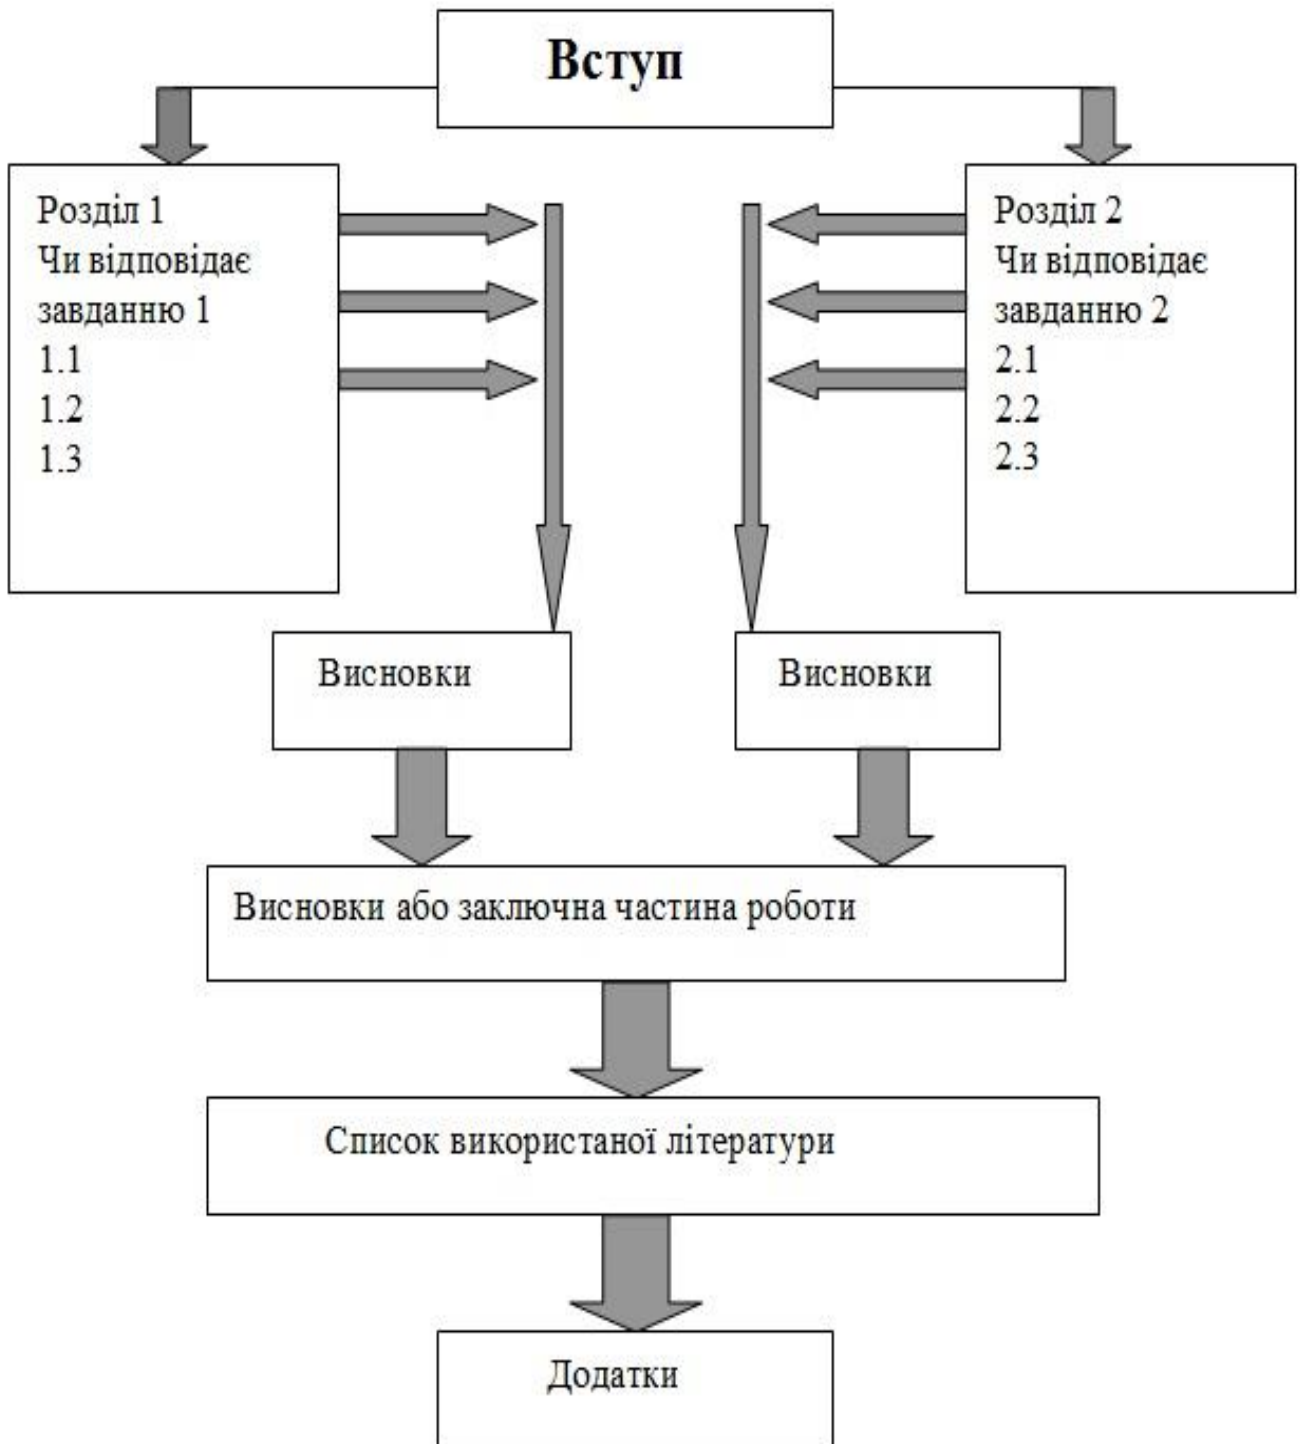 Вступ
Розділ 1
Чи відповідає
завданню 1
1.1
1.2
1.3
Розділ 2
Чи відповідає
завданню 2
2.1
2.2
2.3
Висновки
Висновки
Висновки або заключна частина роботи
Список використаної літератури
Додатки